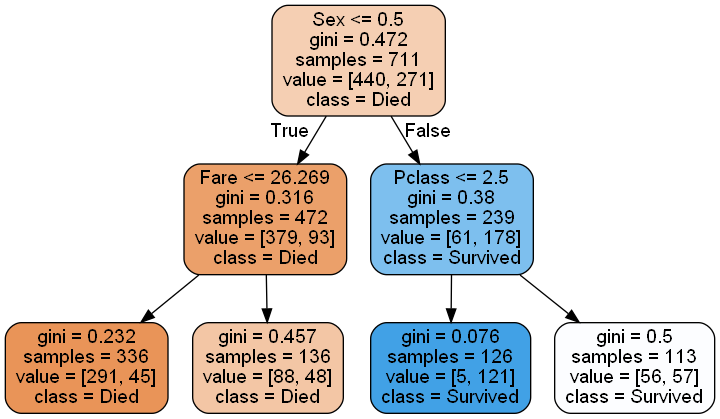 Sex <= 0.5
gini = 0.472
samples = 711
value = [440, 271]
class = Died
True
False
Fare <= 26.269
gini = 0.316
samples = 472
value = [379, 93]
class = Died
Pclass <= 2.5
gini = 0.38
samples = 239
value = [61, 178]
class = Survived
gini = 0.232
samples = 336
value = [291, 45]
class = Died
gini = 0.457
samples = 136
value = [88, 48]
class = Died
gini = 0.076
samples = 126
value = [5, 121]
class = Survived
gini = 0.5
samples = 113
value = [56, 57]
class = Survived